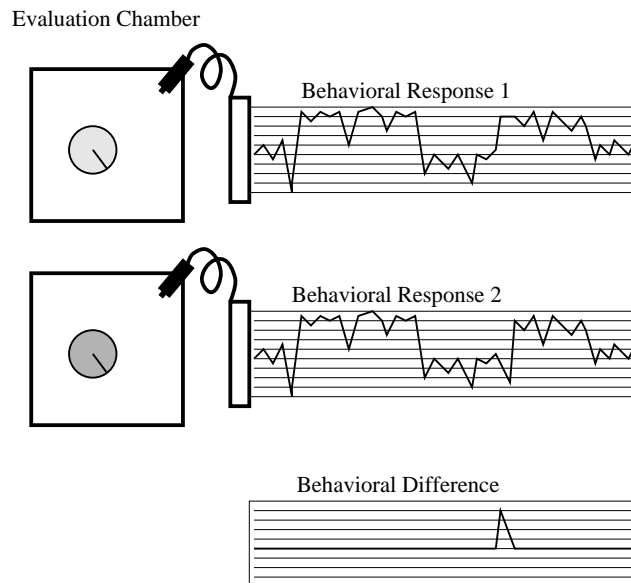 Evaluation Chamber
Behavioral Response 1
Behavioral Response 2
Behavioral Difference